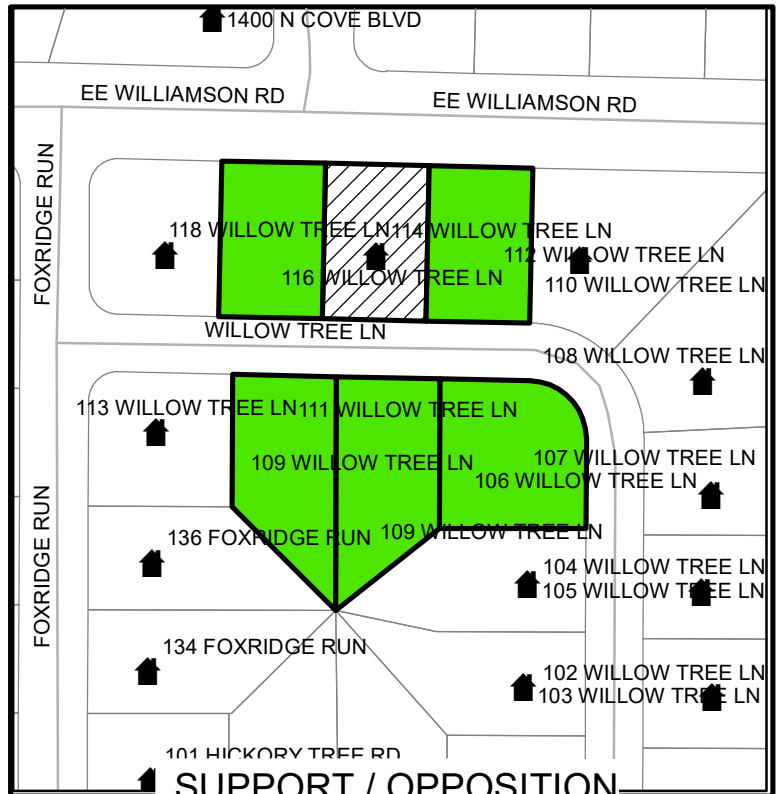 1400 N COVE BLVD
EE WILLIAMSON RD
EE WILLIAMSON RD
FOXRIDGE RUN
118 WILLOW TREE LN
114 WILLOW TREE LN
112 WILLOW TREE LN
116 WILLOW TREE LN
110 WILLOW TREE LN
WILLOW TREE LN
108 WILLOW TREE LN
113 WILLOW TREE LN
111 WILLOW TREE LN
109 WILLOW TREE LN
107 WILLOW TREE LN
106 WILLOW TREE LN
FOXRIDGE RUN
136 FOXRIDGE RUN
109 WILLOW TREE LN
104 WILLOW TREE LN
105 WILLOW TREE LN
134 FOXRIDGE RUN
102 WILLOW TREE LN
103 WILLOW TREE LN
101 HICKORY TREE RD
SUPPORT / OPPOSITION